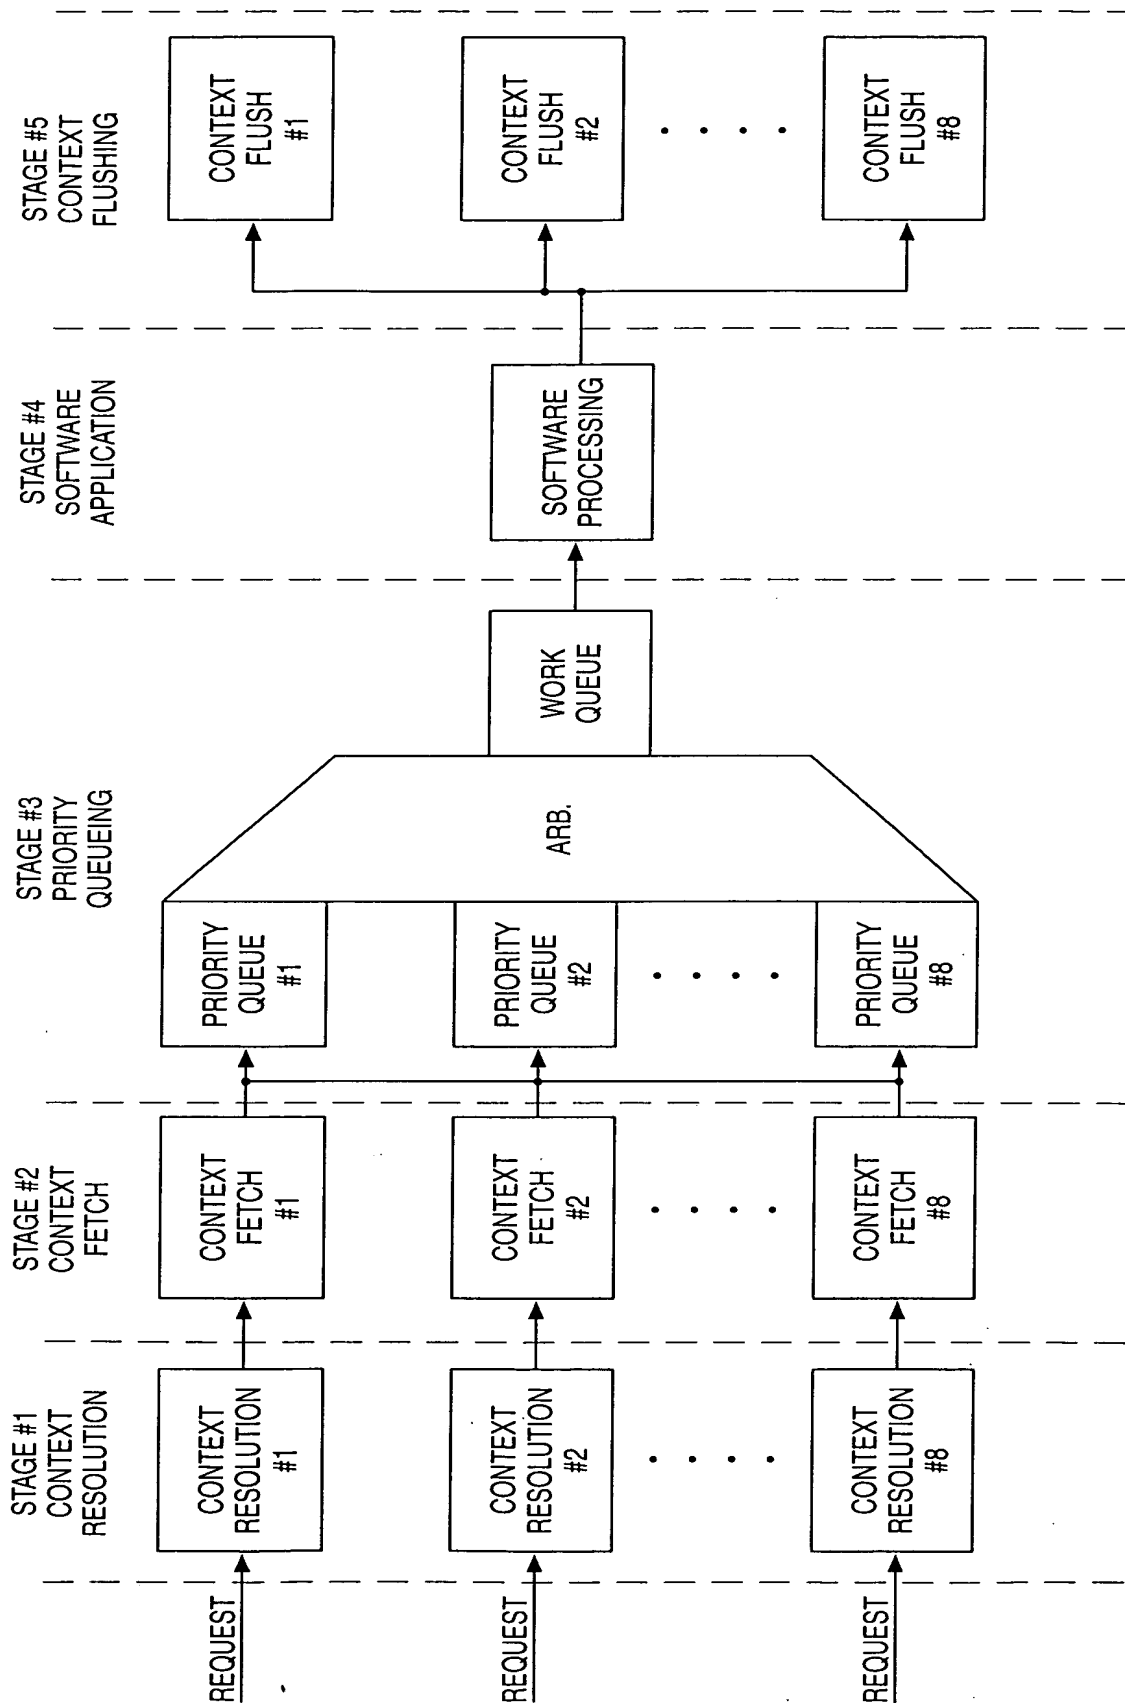 STAGE #1
CONTEXT
RESOLUTION
STAGE #2
CONTEXT
FETCH
STAGE #3
PRIORITY
QUEUEING
STAGE #4
SOFTWARE
APPLICATION
STAGE #5
CONTEXT
FLUSHING
REQUEST
CONTEXT
RESOLUTION
#1
CONTEXT
FETCH
#1
PRIORITY
QUEUE
#1
CONTEXT
FLUSH
#1
REQUEST
CONTEXT
RESOLUTION
#2
CONTEXT
FETCH
#2
PRIORITY
QUEUE
#2
ARB.
WORK
QUEUE
SOFTWARE
PROCESSING
CONTEXT
FLUSH
#2
REQUEST
CONTEXT
RESOLUTION
#8
CONTEXT
FETCH
#8
PRIORITY
QUEUE
#8
CONTEXT
FLUSH
#8